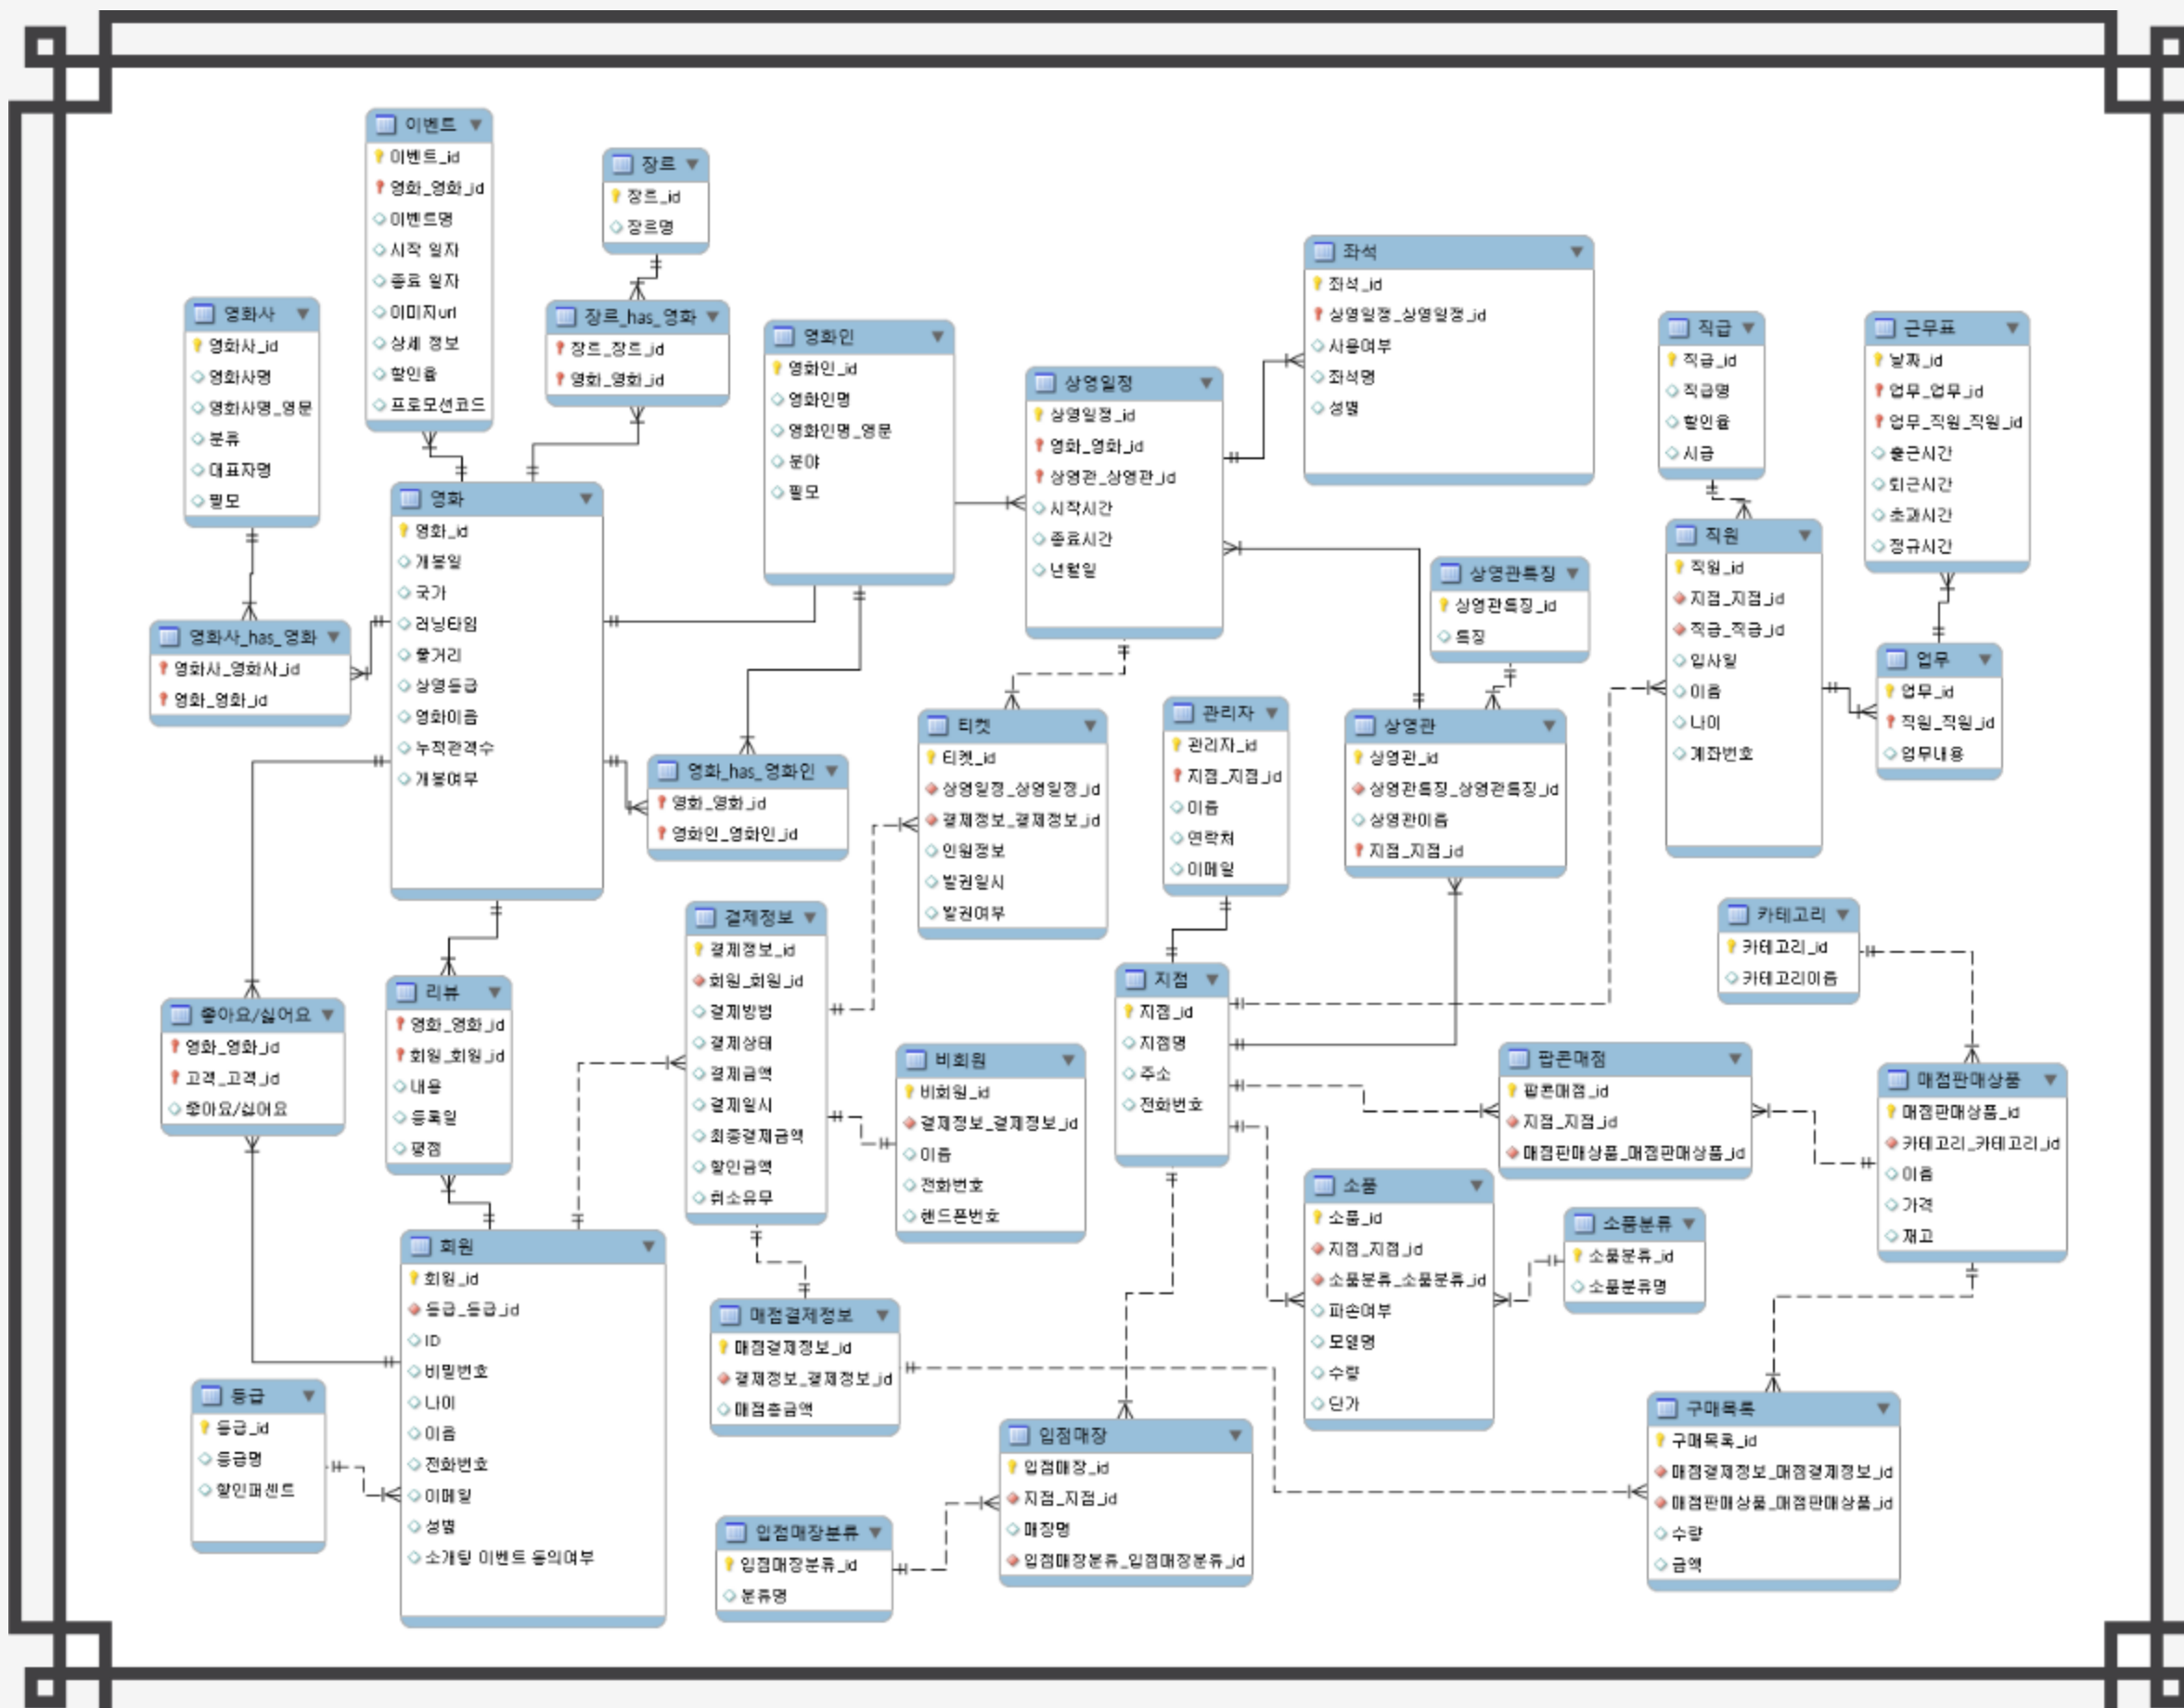 이벤트
이벤트_id
영화_영화_id
이벤트명
시작 일자
종료 일자
이미지url
상세 정보
할인율
프로모션코드
장르
장르_id
장르명
영화사
영화사_id
영화사명
영화사명_영문
분류
대표자명
필모
장르_has_영화
장르_장르_id
영화_영화_id
영화인
영화인_id
영화인명
영화인명_영문
분야
필모
상영일정
상영일정_id
영화_영화_id
상영관_상영관_id
시작시간
종료시간
년월일
좌석
좌석_id
상영일정_상영일정_id
사용여부
좌석명
성별
직급
직급_id
직급명
할인율
시급
근무표
날짜_id
업무_업무_id
업무_직원_직원_id
출근시간
퇴근시간
초과시간
정규시간
영화
영화_id
개봉일
국가
러닝타임
줄거리
상영등급
영화이름
누적관객수
개봉여부
영화사_has_영화
영화사_영화사_id
영화_영화_id
영화_has_영화인
영화_영화_id
영화인_영화인_id
상영관특징
상영관특징_id
특징
직원
직원_id
지점_지점_id
직급_직급_id
입사일
이름
나이
계좌번호
업무
업무_id
직원_직원_id
업무내용
티켓
티켓_id
상영일정_상영일정_id
결제정보_결제정보_id
인원정보
발권일시
발권여부
관리자
관리자_id
지점_지점_id
이름
연락처
이메일
상영관
상영관_id
상영관특징_상영관특징_id
상영관이름
지점_지점_id
결제정보
결제정보_id
회원_회원_id
결제방법
결제상태
결제금액
결제일시
최종결제금액
할인금액
취소유무
카테고리
카테고리_id
카테고리이름
좋아요/싫어요
영화_영화_id
고객_고객_id
좋아요/싫어요
리뷰
영화_영화_id
회원_회원_id
내용
등록일
평점
비회원
비회원_id
결제정보_결제정보_id
이름
전화번호
핸드폰번호
지점
지점_id
지점명
주소
전화번호
팝콘매점
팝콘매점_id
지점_지점_id
매점판매상품_매점판매상품_id
매점판매상품
매점판매상품_id
카테고리_카테고리_id
이름
가격
재고
소품
소품_id
지점_지점_id
소품분류_소품분류_id
파손여부
모델명
수량
단가
소품분류
소품분류_id
소품분류명
회원
회원_id
등급_등급_id
ID
비밀번호
나이
이름
전화번호
이메일
성별
소개팅 이벤트 동의여부
등급
등급_id
등급명
할인퍼센트
매점결제정보
매점결제정보_id
결제정보_결제정보_id
매점총금액
입점매장
입점매장_id
지점_지점_id
매장명
입점매장분류_입점매장분류_id
입점매장분류
입점매장분류_id
분류명
구매목록
구매목록_id
매점결제정보_매점결제정보_id
매점판매상품_매점판매상품_id
수량
금액